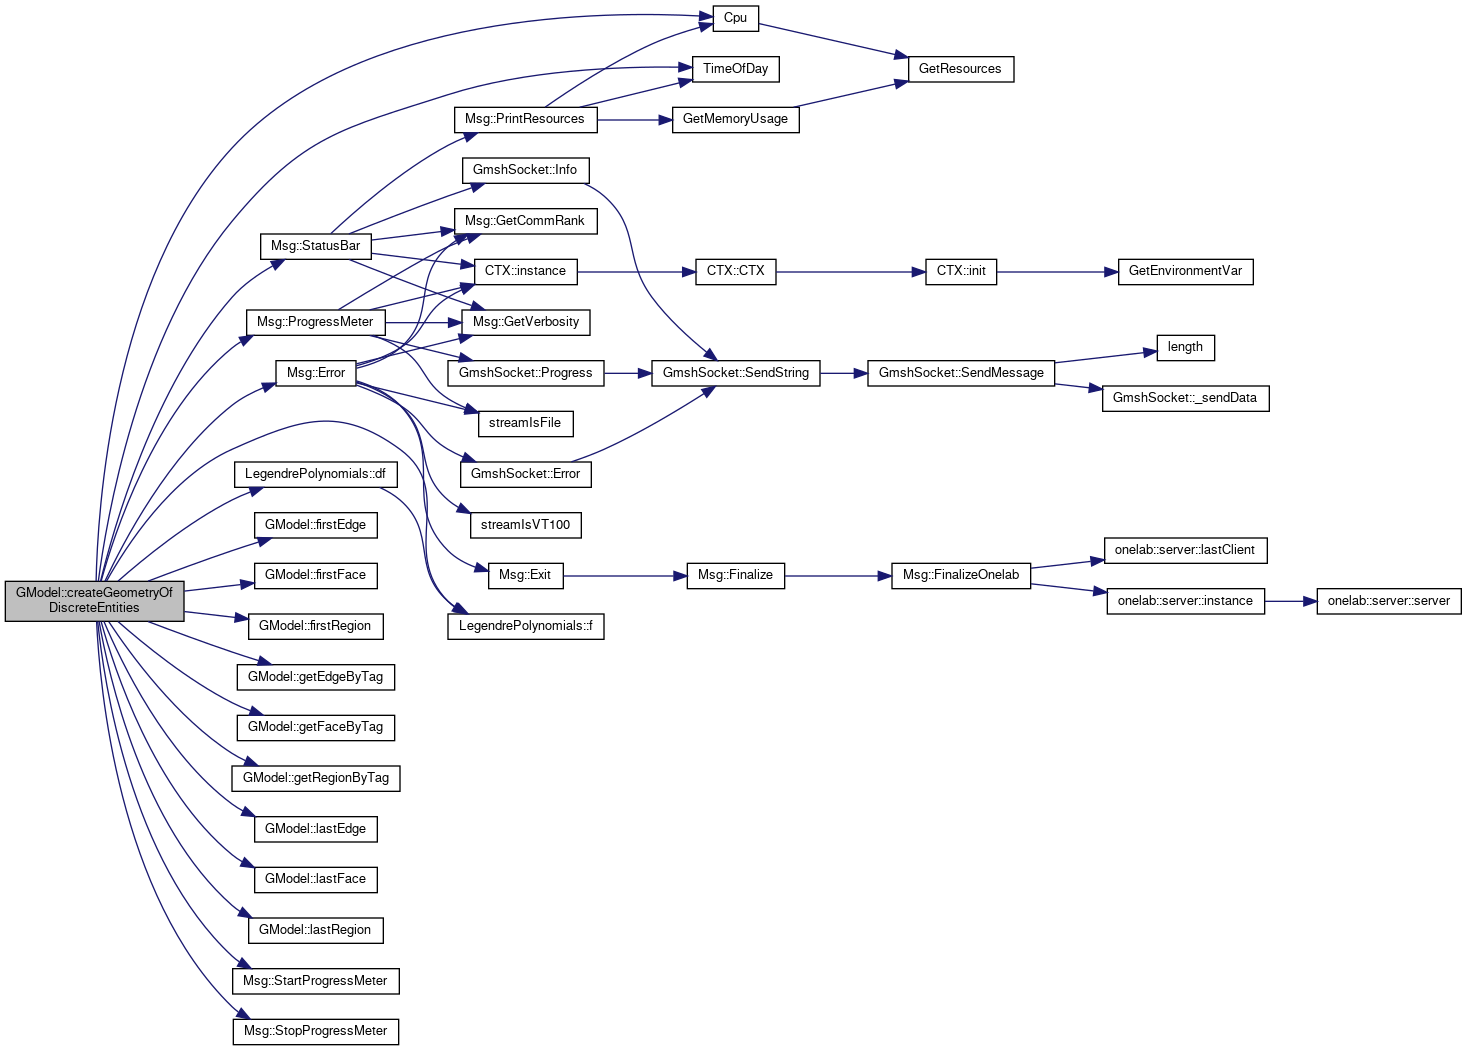 Cpu
TimeOfDay
GetResources
Msg::PrintResources
GetMemoryUsage
GmshSocket::Info
Msg::GetCommRank
Msg::StatusBar
CTX::instance
CTX::CTX
CTX::init
GetEnvironmentVar
Msg::ProgressMeter
Msg::GetVerbosity
length
Msg::Error
GmshSocket::Progress
GmshSocket::SendString
GmshSocket::SendMessage
GmshSocket::_sendData
streamIsFile
LegendrePolynomials::df
GmshSocket::Error
GModel::firstEdge
streamIsVT100
onelab::server::lastClient
GModel::firstFace
Msg::Exit
Msg::Finalize
Msg::FinalizeOnelab
GModel::createGeometryOf
DiscreteEntities
onelab::server::instance
onelab::server::server
GModel::firstRegion
LegendrePolynomials::f
GModel::getEdgeByTag
GModel::getFaceByTag
GModel::getRegionByTag
GModel::lastEdge
GModel::lastFace
GModel::lastRegion
Msg::StartProgressMeter
Msg::StopProgressMeter